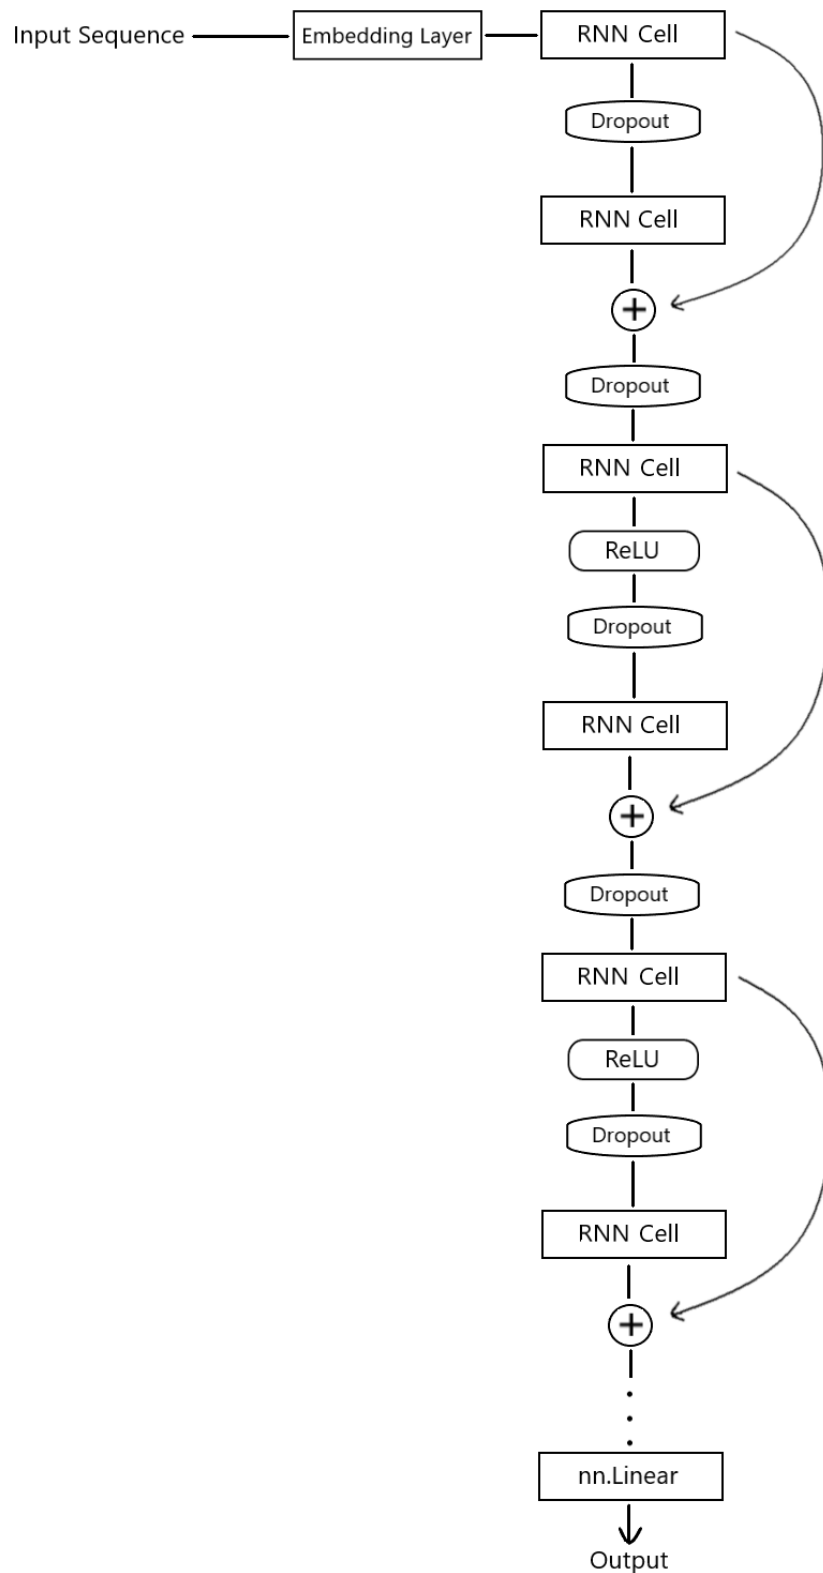 Input Sequence
Embedding Layer
RNN Cell
Dropout
RNN Cell
+
Dropout
RNN Cell
ReLU
Dropout
RNN Cell
+
Dropout
RNN Cell
ReLU
Dropout
RNN Cell
+
nn.Linear
Output